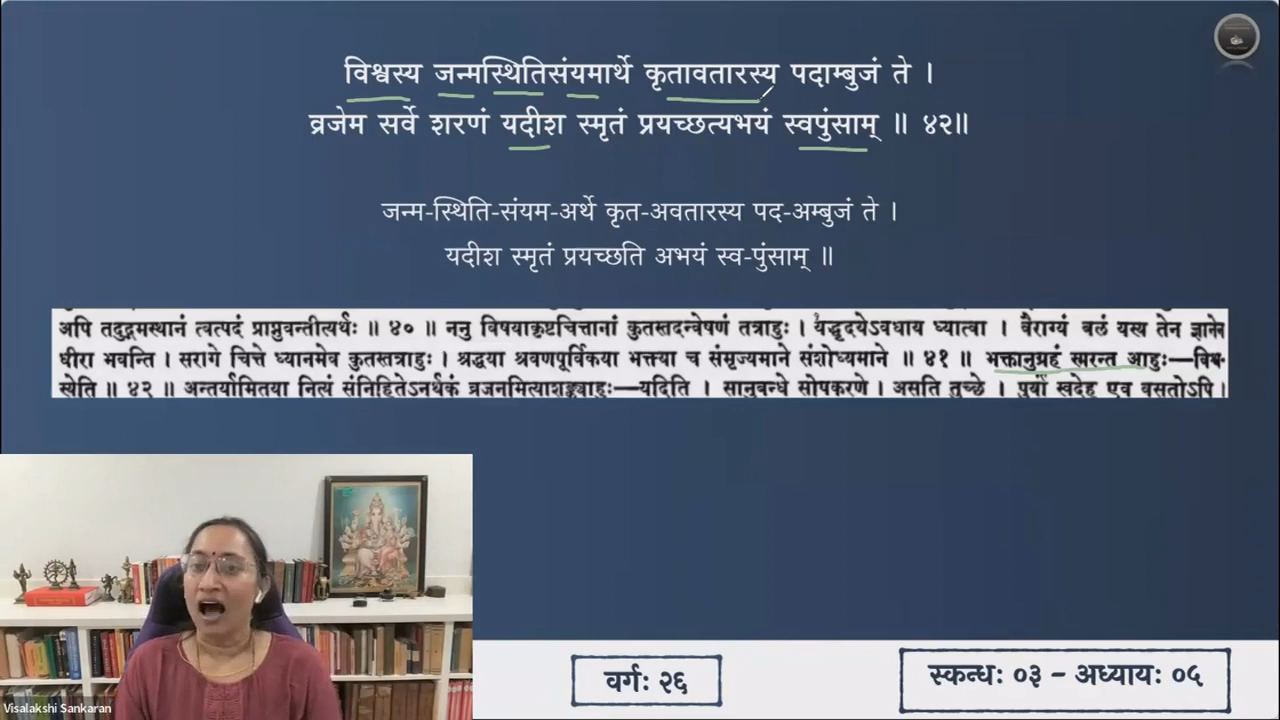 विश्वस्य जन्मस्थितिसंयमार्थे कृतावतारस्य पदाम्बुजं ते ।
व्रजेम सर्वे शरणं यदीश स्मृतं प्रयच्छत्यभयं स्वपुंसाम् ॥ ४२॥
जन्म-स्थिति-संयम-अर्थे कृत-अवतारस्य पद-अम्बुजं ते ।
यदीश स्मृतं प्रयच्छति अभयं स्व-पुंसाम् ॥
अपि तदुद्गमस्थानं त्वत्पदं प्राप्नुवन्तीत्यर्थः ॥ ४० ॥ ननु विषयाकृष्टचित्तानां कुतस्तदन्वेषणं तत्राहुः । यद्धृदयेऽवधाय ध्यात्वा । वैराग्यं बलं यस्य तेन ज्ञानेन
धीरा भवन्ति । सरागे चित्ते ध्यानमेव कुतस्तत्राहुः । श्रद्धया श्रवणपूर्विकया भक्त्या च संमृज्यमाने संशोध्यमाने ॥ ४१ ॥ भक्तानुग्रहं स्मरन्त आहुः—विश्व-
स्येति ॥ ४२ ॥ अन्तर्यामितया नित्यं संनिहितेऽनर्थकं व्रजनमित्याशङ्क्याहुः—यदिति । सानुबन्धे सोपकरणे । असति तुच्छे । पुर्यां स्वदेह एव वसतोऽपि ।
वर्गः २६
स्कन्धः ०३ – अध्यायः ०५
Visalakshi Sankaran